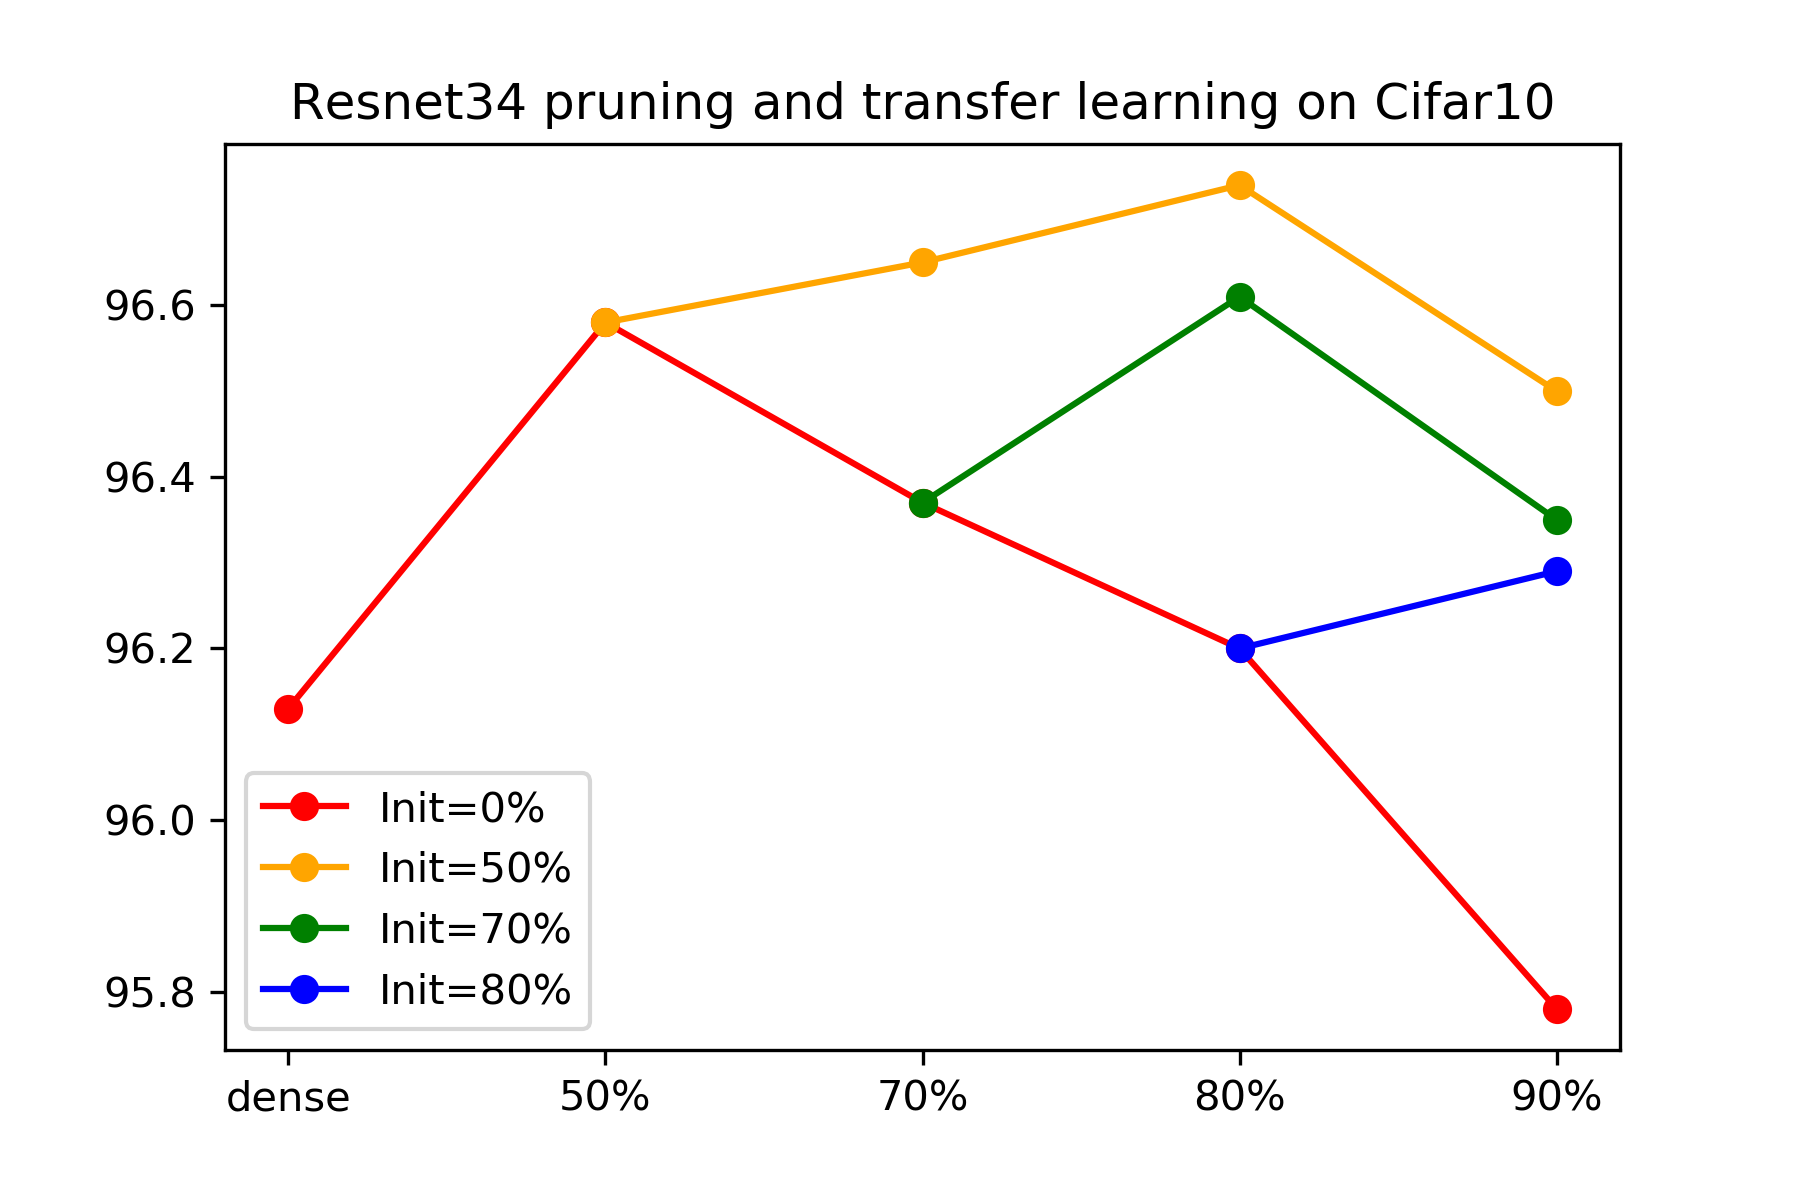 Resnet34 pruning and transfer learning on Cifar10
96.6
96.4
96.2
96.0
95.8
Init=0%
Init=50%
Init=70%
Init=80%
dense 50% 70% 80% 90%